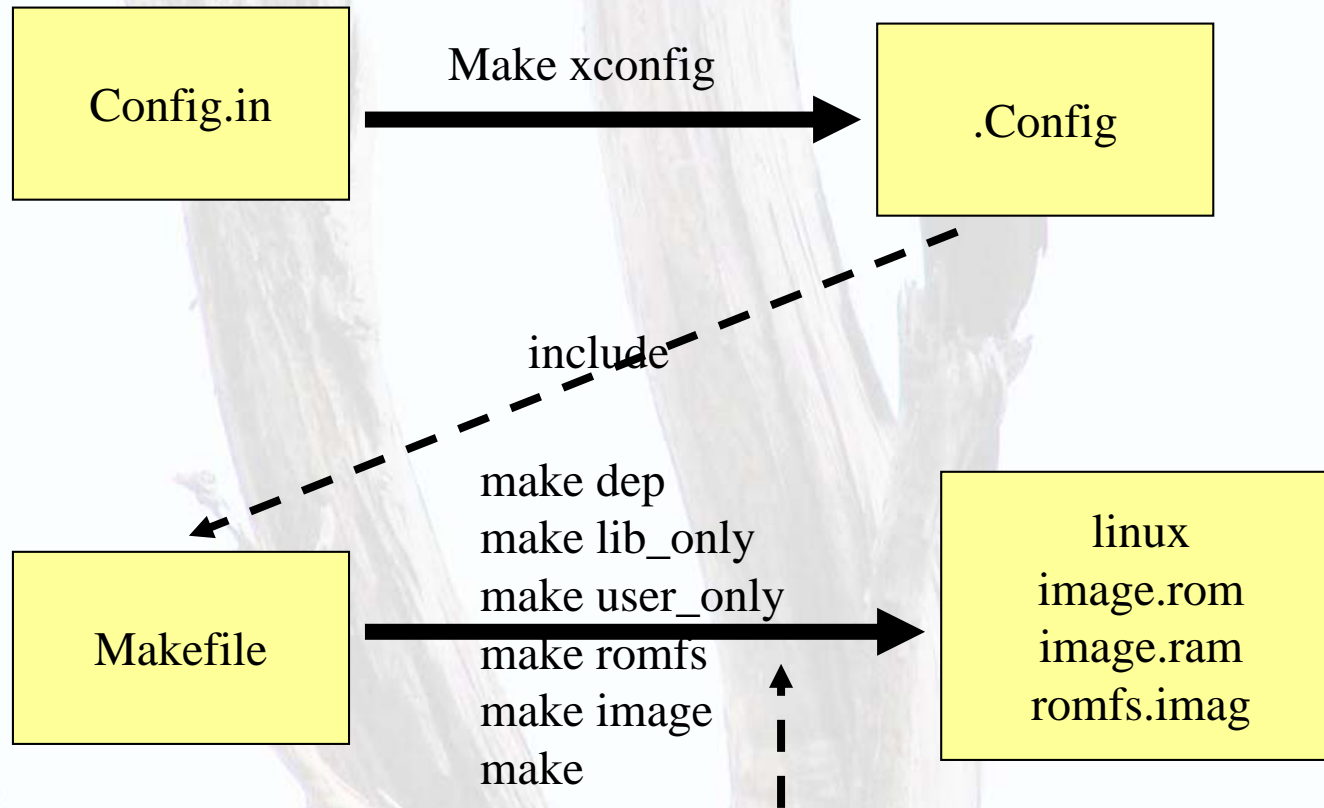 Config.in
Make xconfig
.Config
include
Makefile
make dep
make lib_only
make user_only
make romfs
make image
make
linux
image.rom
image.ram
romfs.imag